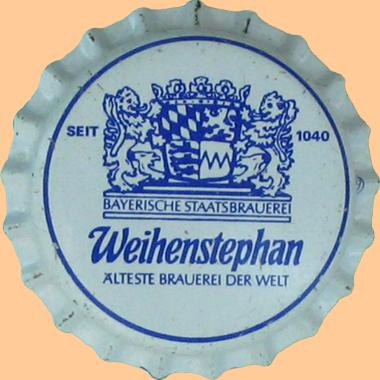 SEIT 1040
BAYERISCHE STAATSBRAUEREI
Weihenstephan
ÄLTESTE BRAUEREI DER WELT